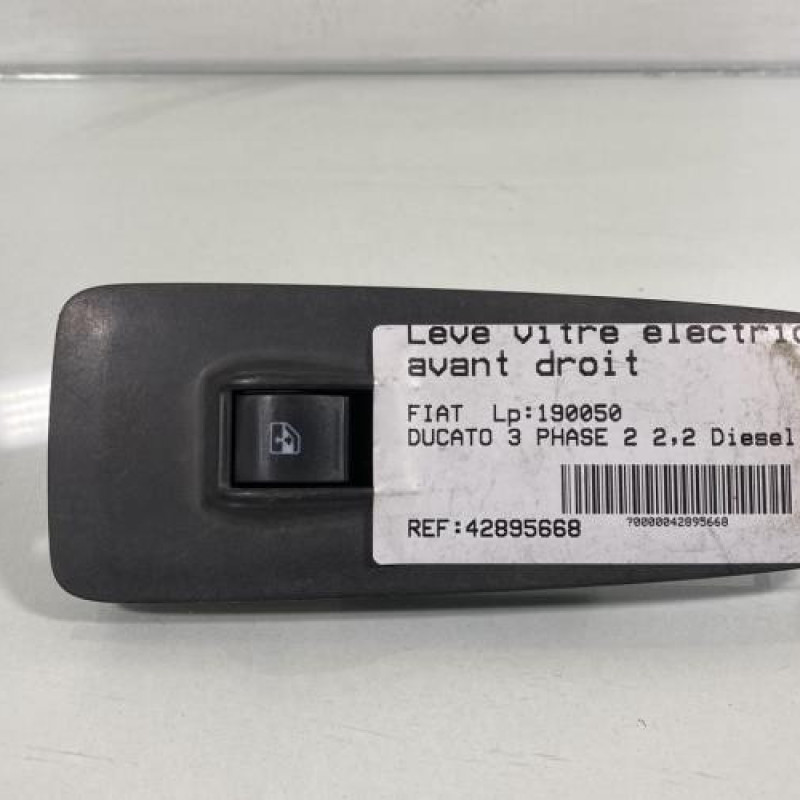 Leve vitre electric
avant droit
FIAT Lp:190050
DUCATO 3 PHASE 2 2,2 Diesel
REF:42895668
?0000042895668